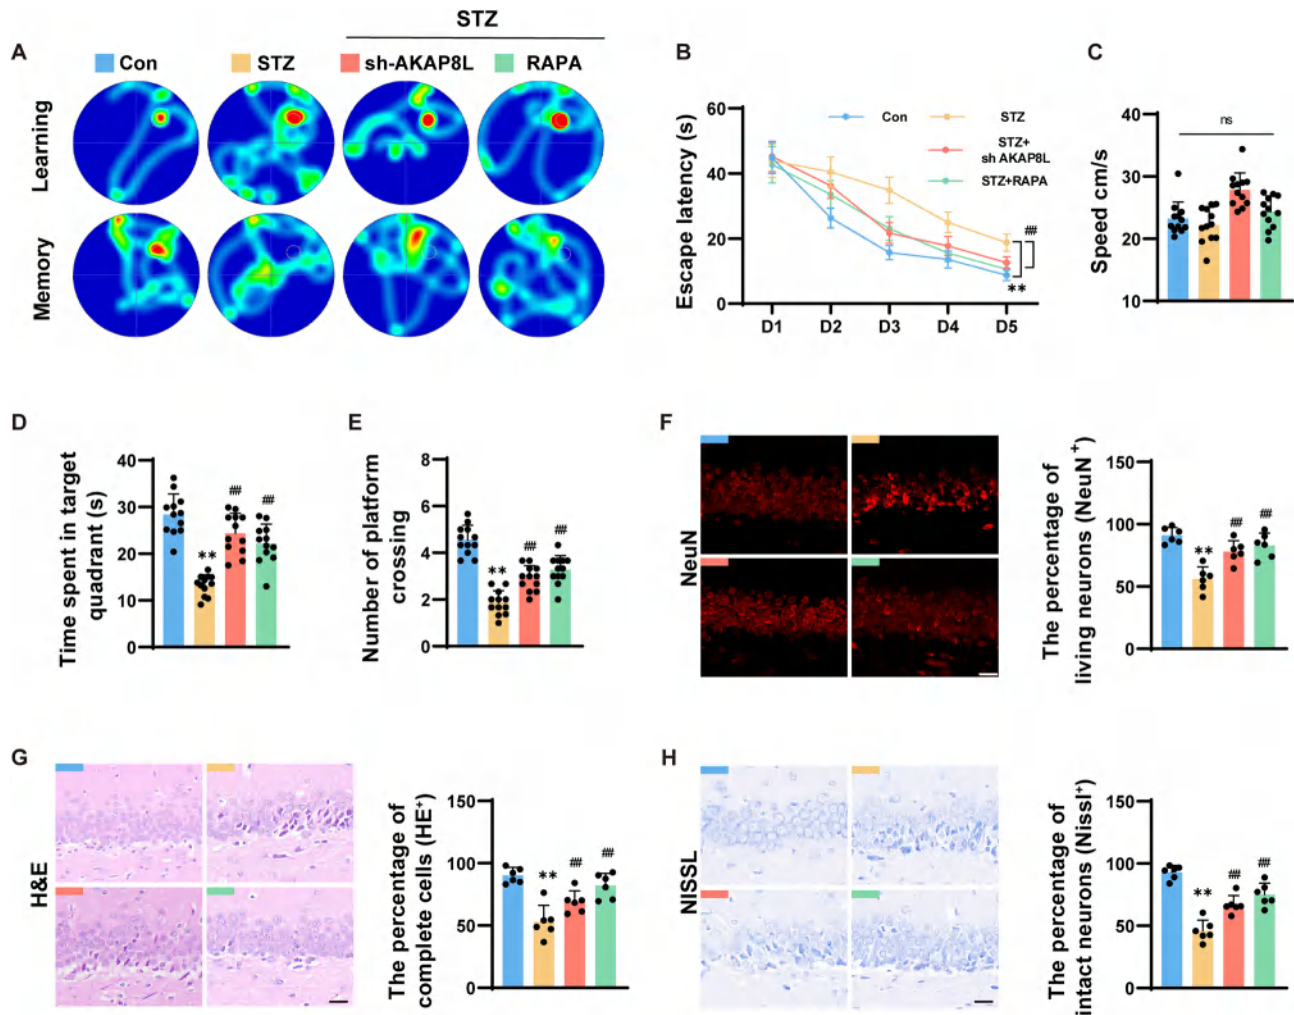 STZ
A
Con
STZ
sh-AKAP8L
RAPA
Learning
Memory
B
Escape latency (s)
60
40
20
0
D1 D2 D3 D4 D5
Con
STZ
STZ+
sh AKAP8L
STZ+RAPA
##
**
C
Speed cm/s
40
30
20
10
ns
D
Time spent in target
quadrant (s)
40
30
20
10
0
**
##
##
E
Number of platform
crossing
8
6
4
2
0
**
##
##
F
NeuN
The percentage of
living neurons (NeuN+)
150
100
50
0
**
##
##
G
H&E
The percentage of
complete cells (HE+)
150
100
50
0
**
##
##
H
NISSL
The percentage of
intact neurons (Nissl+)
150
100
50
0
**
##
##